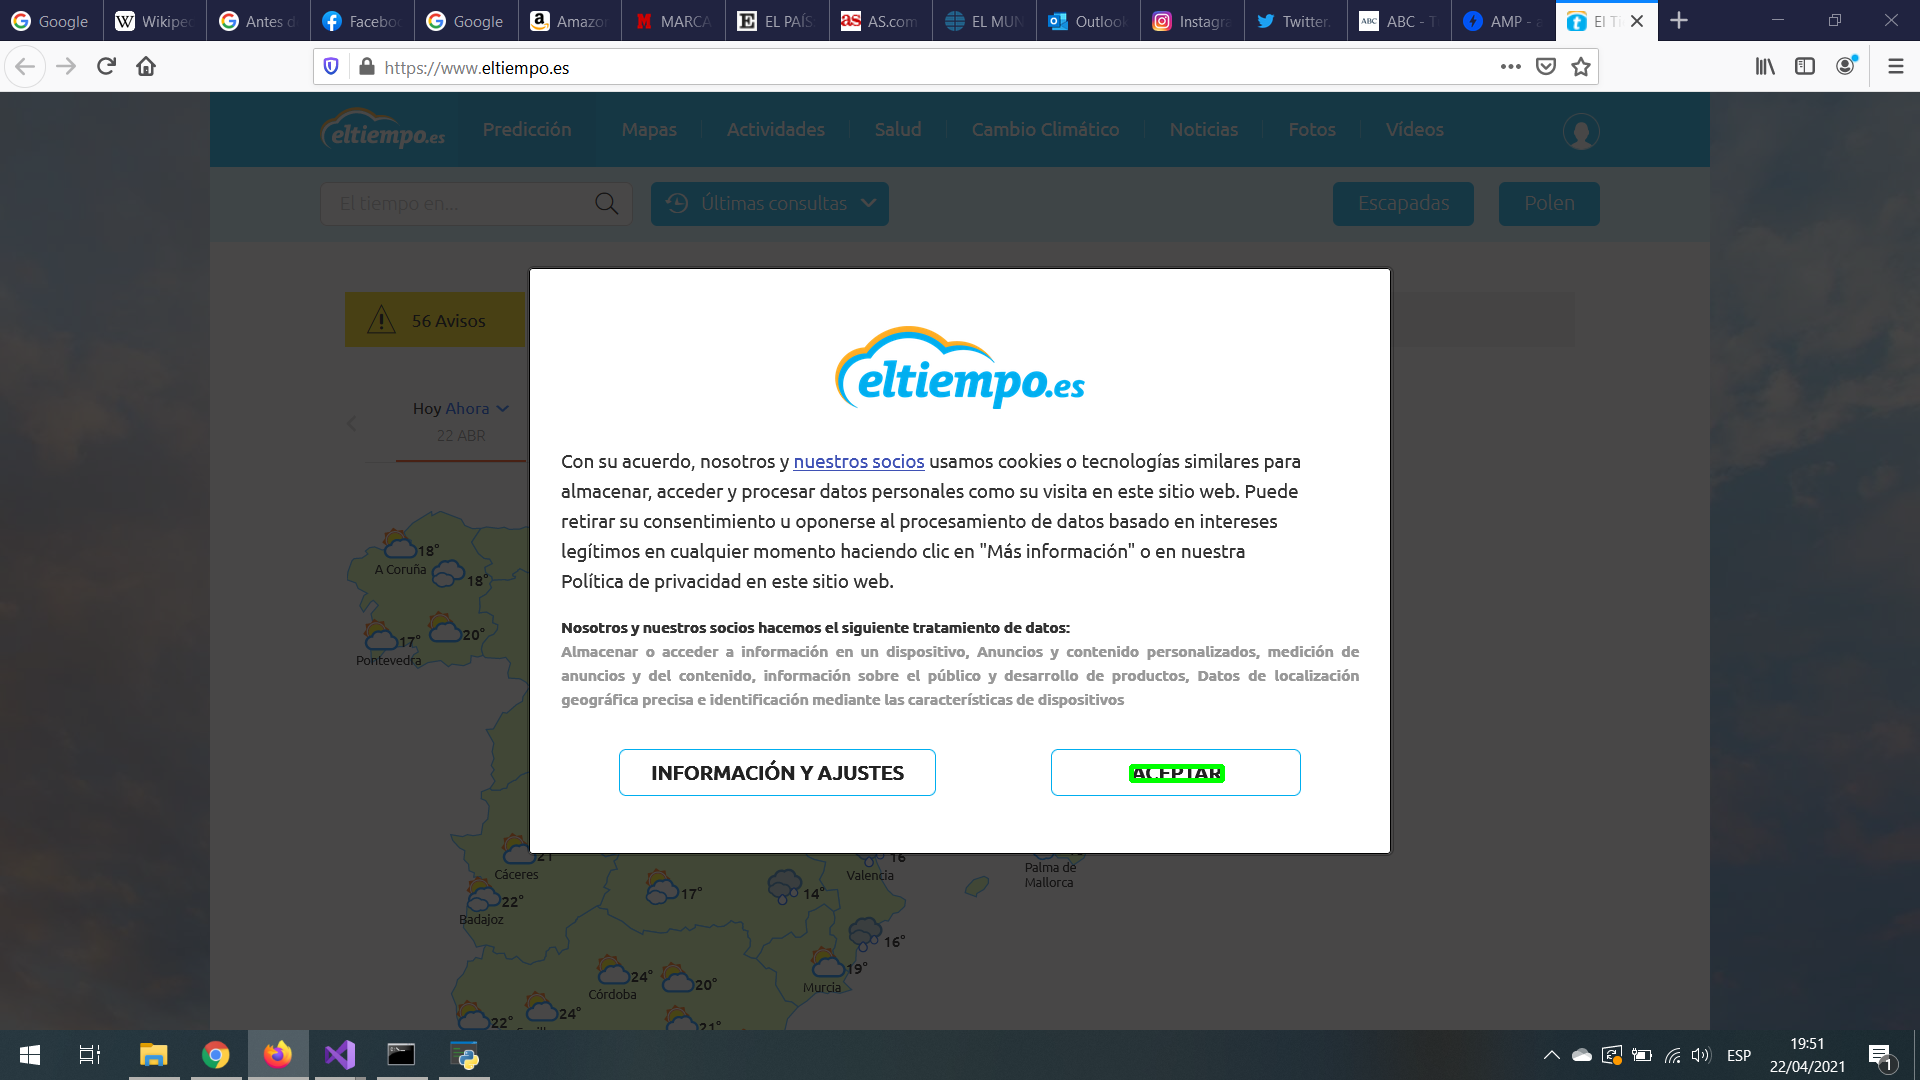 Google
Wikipec
Antes d
Facebo
Google
Amazo
MARCA
EL PAÍS
AS.com
EL MUN
Outlook
Instagr
Twitter.
ABC - T
AMP - a
El Ti
https://www.eltiempo.es
eltiempo.es
Predicción
Mapas
Actividades
Salud
Cambio Climático
Noticias
Fotos
Vídeos
El tiempo en...
Últimas consultas
Escapadas
Polen
56 Avisos
Hoy Ahora
22 ABR
eltiempo.es
Con su acuerdo, nosotros y nuestros socios usamos cookies o tecnologías similares para
almacenar, acceder y procesar datos personales como su visita en este sitio web. Puede
retirar su consentimiento u oponerse al procesamiento de datos basado en intereses
legítimos en cualquier momento haciendo clic en "Más información" o en nuestra
Política de privacidad en este sitio web.
Nosotros y nuestros socios hacemos el siguiente tratamiento de datos:
Almacenar o acceder a información en un dispositivo, Anuncios y contenido personalizados, medición de
anuncios y del contenido, información sobre el público y desarrollo de productos, Datos de localización
geográfica precisa e identificación mediante las características de dispositivos
INFORMACIÓN Y AJUSTES
ACEPTAR
18°
A Coruña
18°
17°
20°
Pontevedra
21
Cáceres
22°
Badajoz
17°
14°
16
Valencia
Palma de
Mallorca
16°
24°
Córdoba
20°
19°
Murcia
22°
24°
21°
ESP
19:51
22/04/2021
1